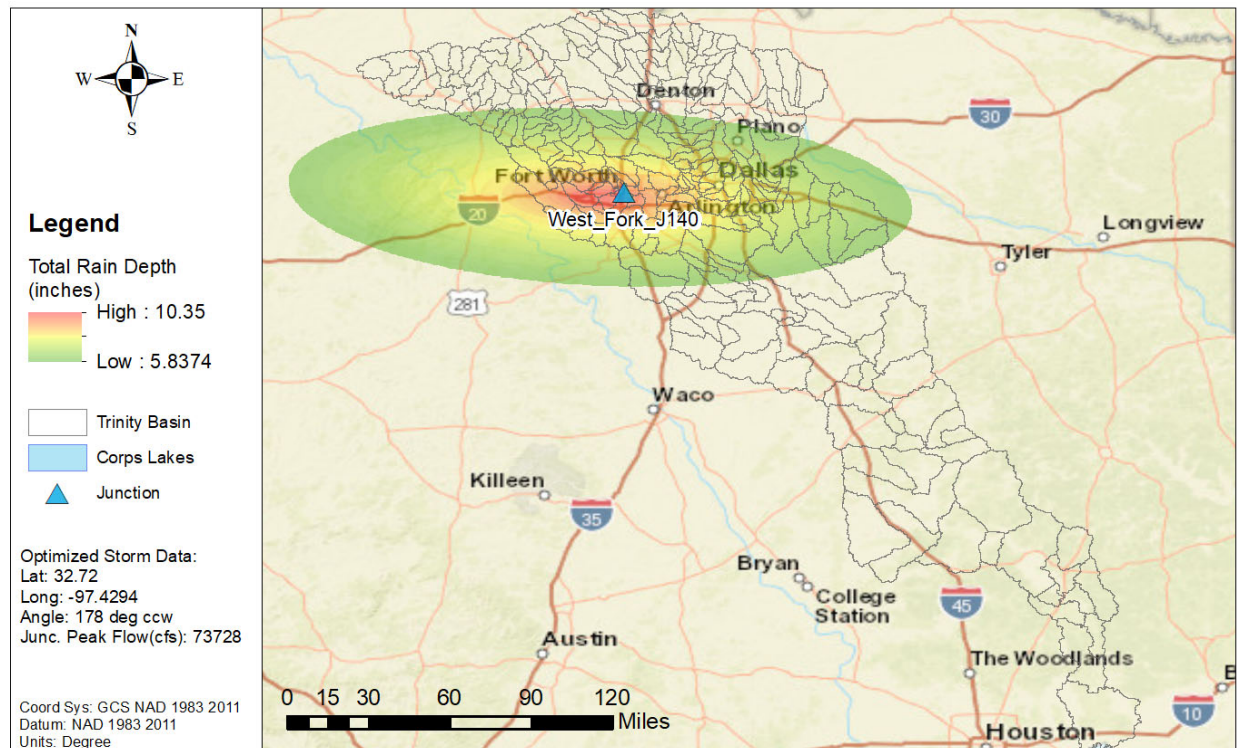 N
W E
S
Legend
Total Rain Depth
(inches)
High : 10.35
Low : 5.8374
Trinity Basin
Corps Lakes
Junction
Optimized Storm Data:
Lat: 32.72
Long: -97.4294
Angle: 178 deg ccw
Junc. Peak Flow(cfs): 73728
Coord Sys: GCS NAD 1983 2011
Datum: NAD 1983 2011
Units: Degree
Denton
30
Plano
Dallas
Fort Worth
20
Arlington
West_Fork_J140
Longview
Tyler
281
Waco
Killeen
35
Bryan
College
Station
45
Austin
The Woodlands
B
10
Houston
0 15 30 60 90 120
Miles